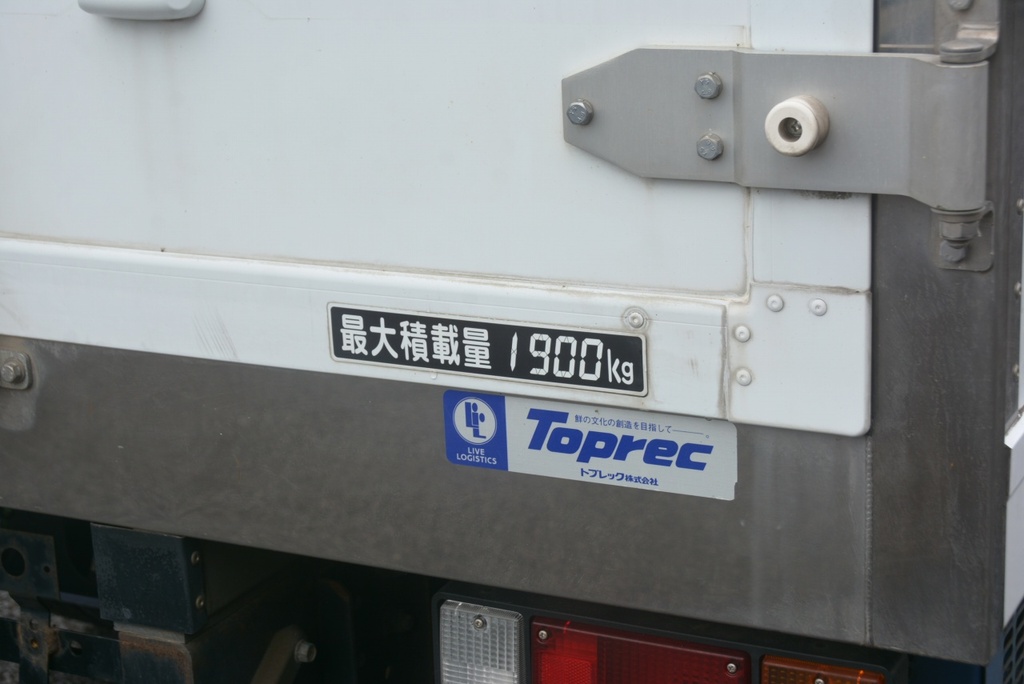 最大積載量 1900kg
LIVE
LOGISTICS
鮮の文化の創造を目指して
Toprec
トプレック株式会社